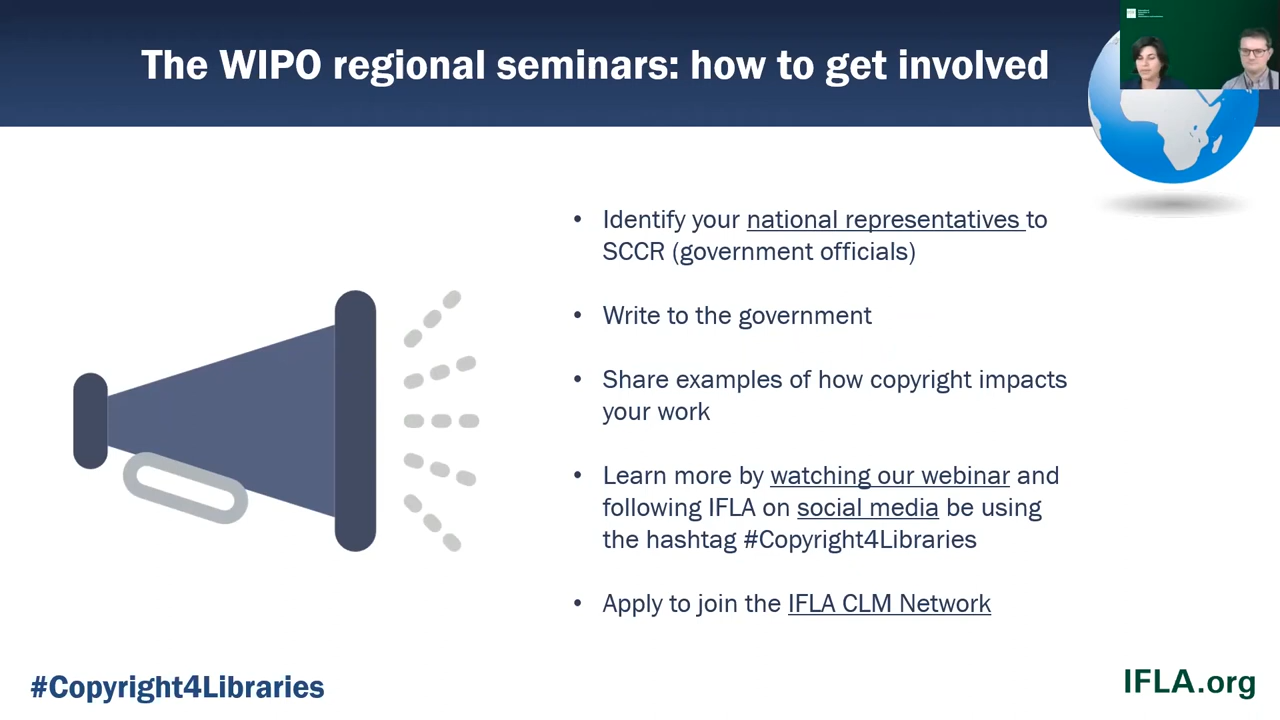 The WIPO regional seminars: how to get involved
• Identify your national representatives to
SCCR (government officials)
• Write to the government
• Share examples of how copyright impacts
your work
• Learn more by watching our webinar and
following IFLA on social media be using
the hashtag #Copyright4Libraries
• Apply to join the IFLA CLM Network
#Copyright4Libraries
IFLA.org